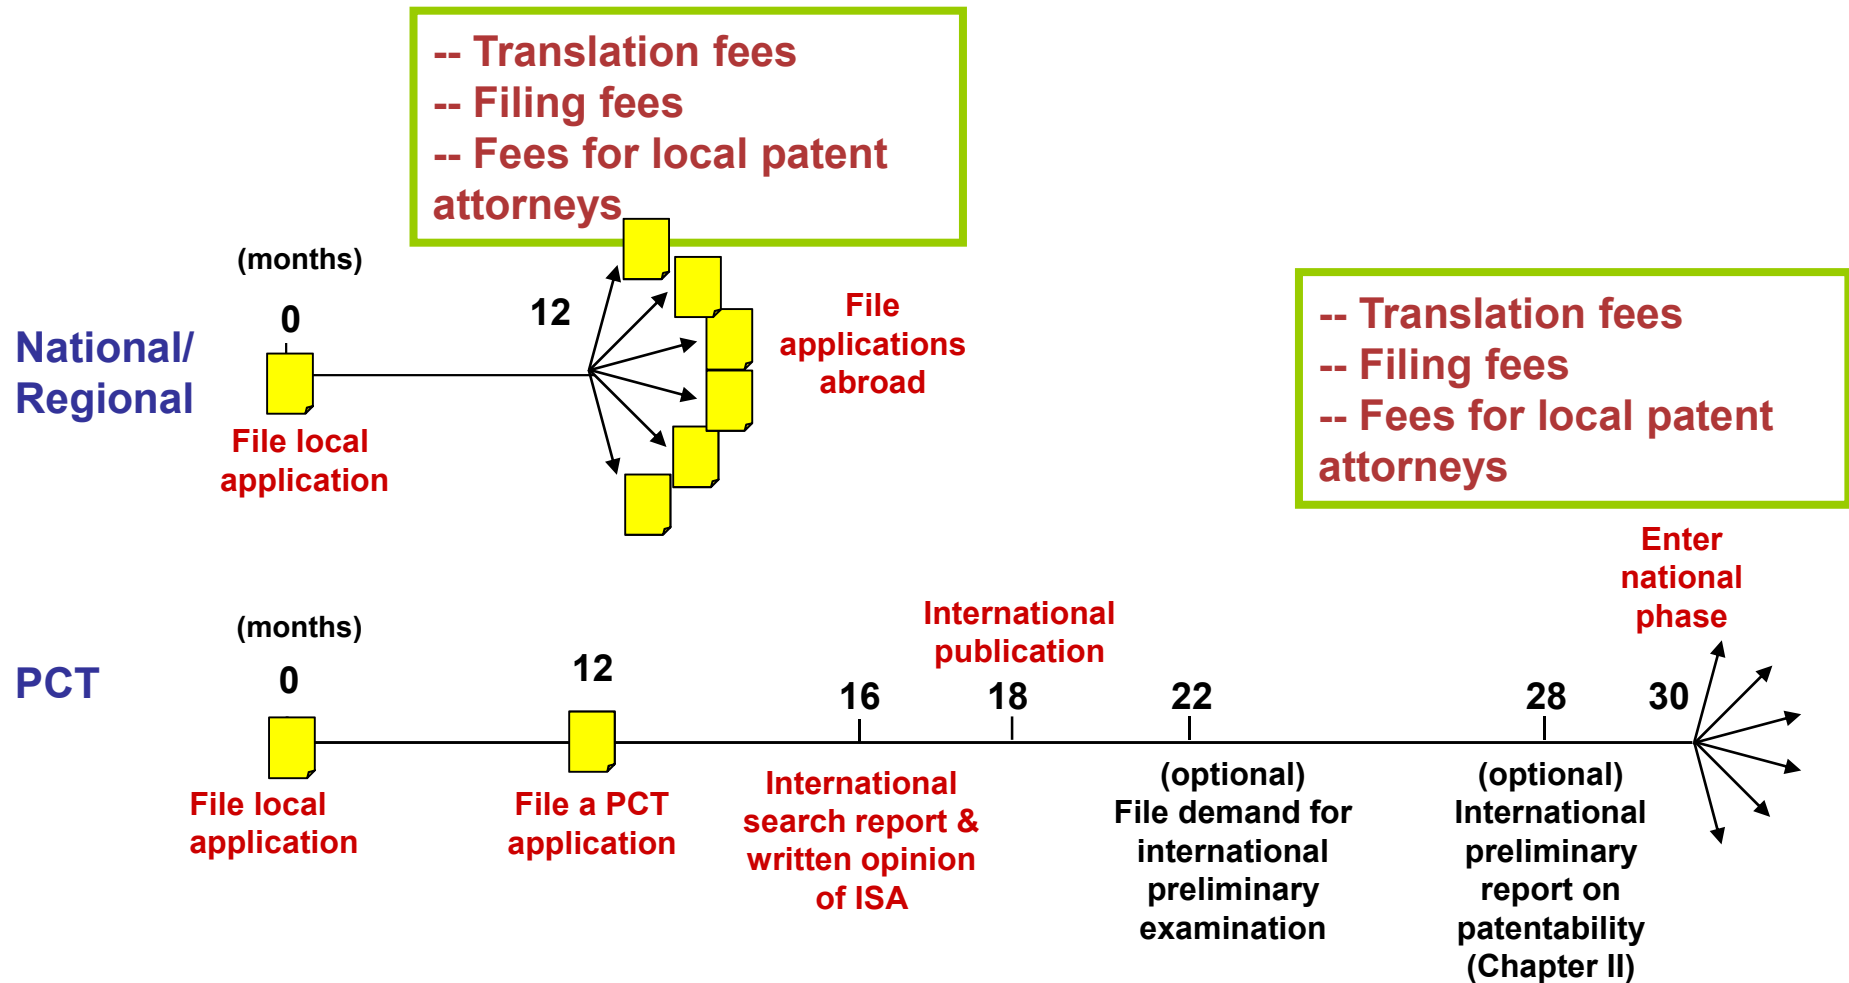 -- Translation fees
-- Filing fees
-- Fees for local patent
attorneys
(months)
0
12
National/
Regional
File local
application
File
applications
abroad
-- Translation fees
-- Filing fees
-- Fees for local patent
attorneys
Enter
national
phase
(months)
PCT
0
12
16
International
publication
18
22
28
30
File local
application
File a PCT
application
International
search report &
written opinion
of ISA
(optional)
File demand for
international
preliminary
examination
(optional)
International
preliminary
report on
patentability
(Chapter II)